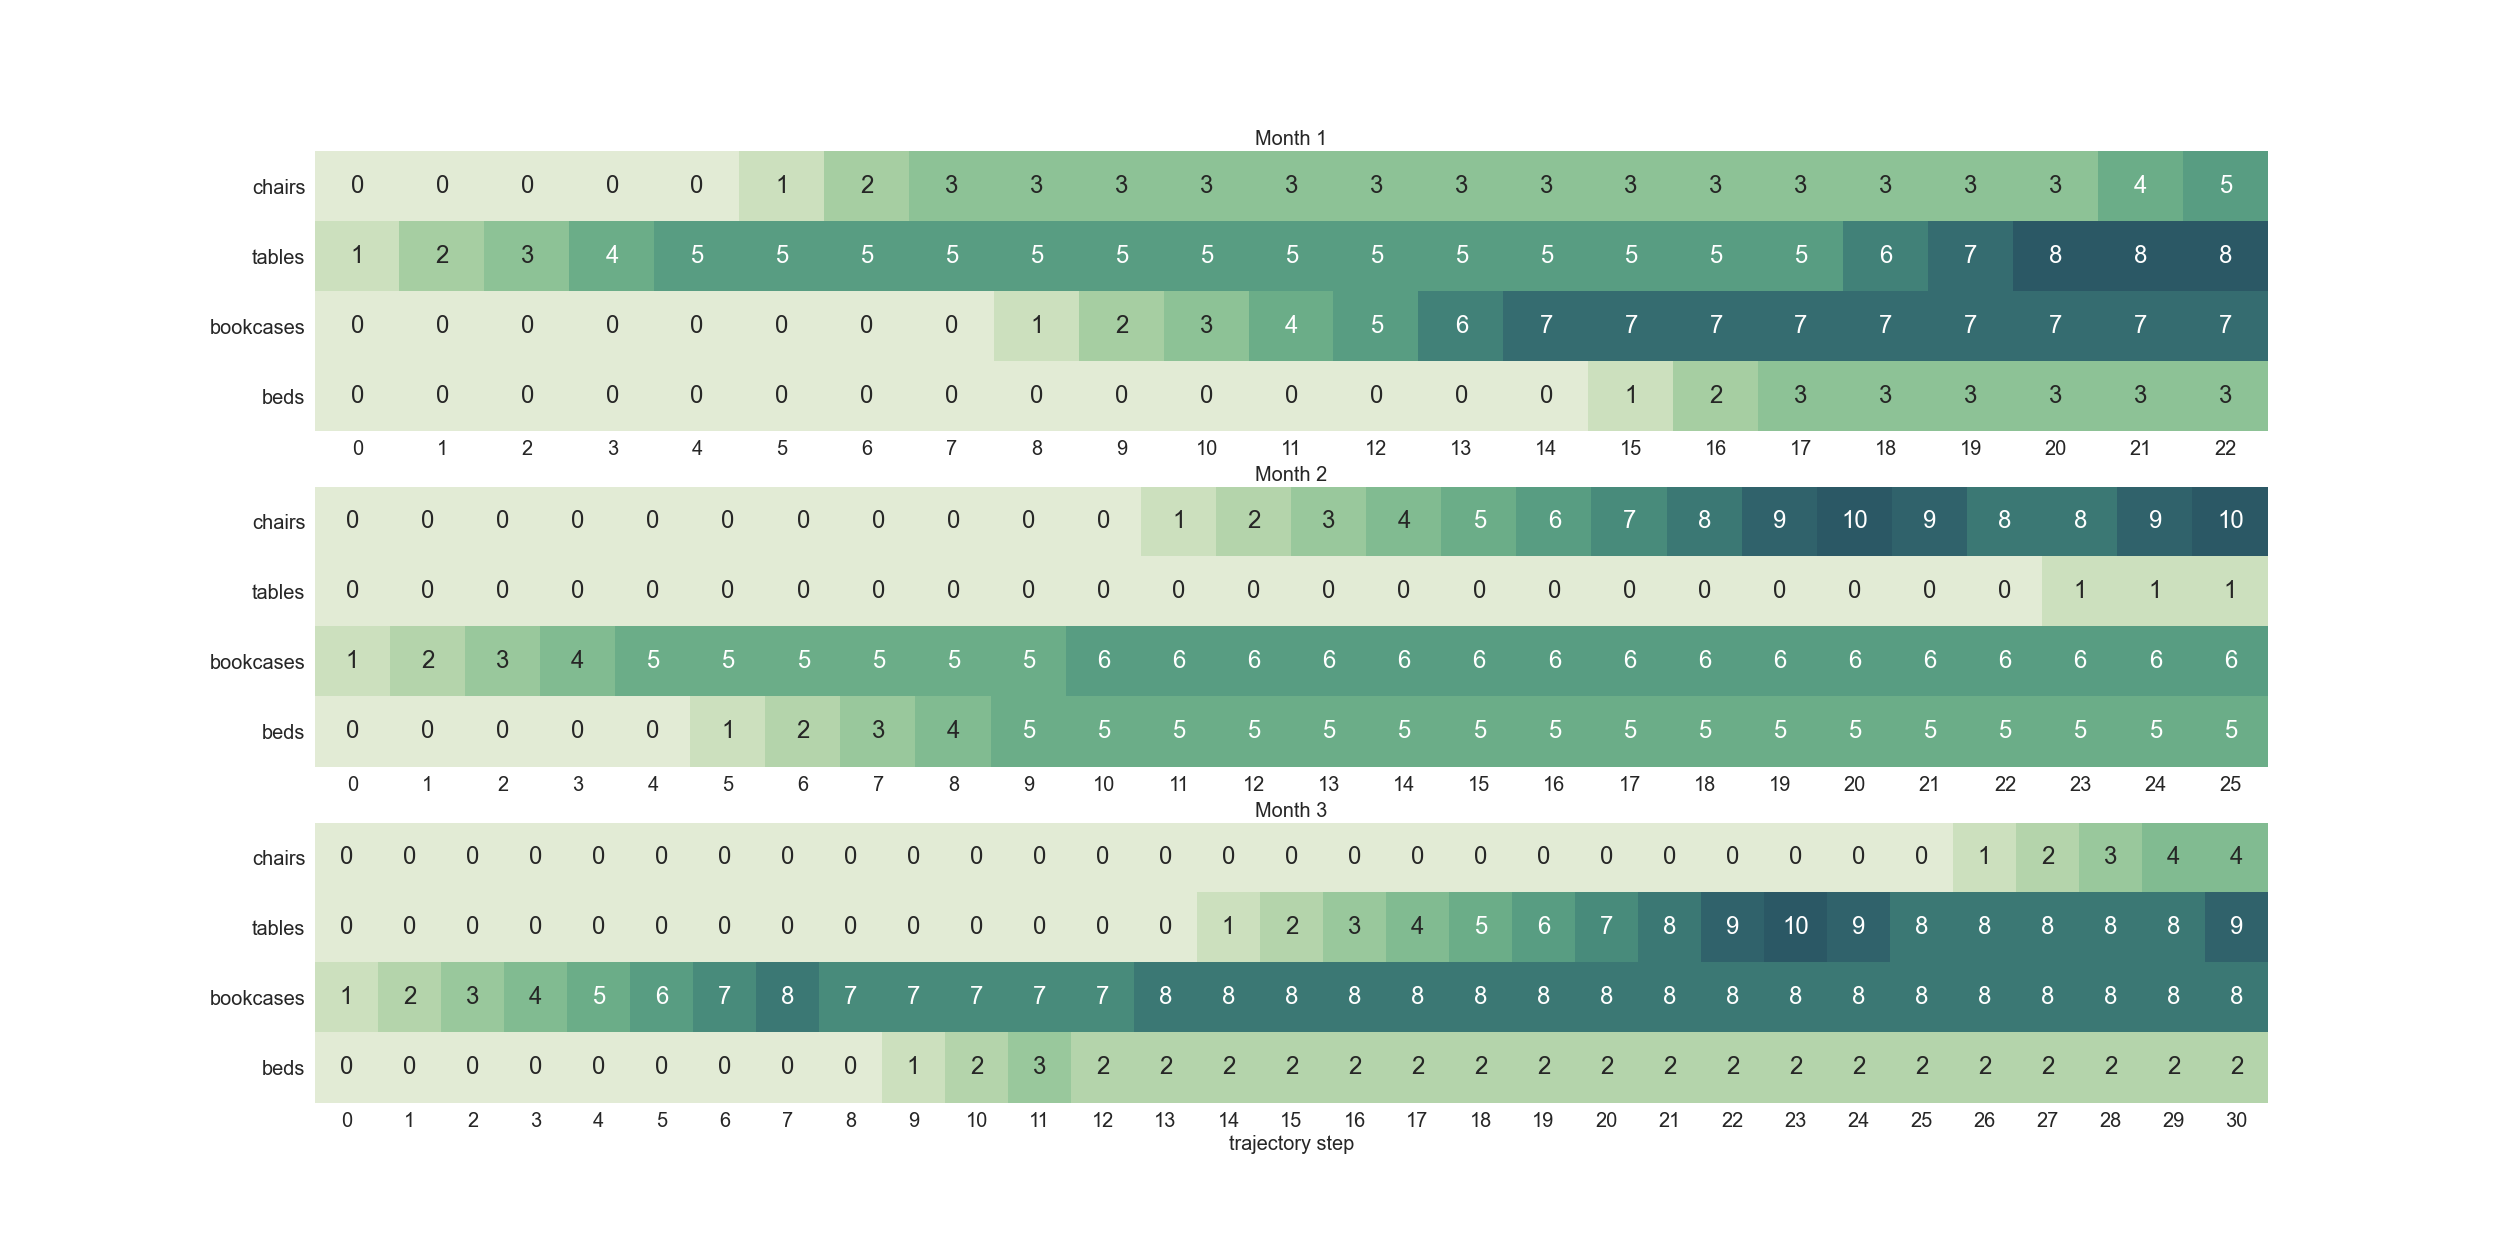 Month 1
chairs 0 0 0 0 0 1 2 3 3 3 3 3 3 3 3 3 3 3 3 3 3 4 5
tables 1 2 3 4 5 5 5 5 5 5 5 5 5 5 5 5 5 5 6 7 8 8 8
bookcases 0 0 0 0 0 0 0 0 1 2 3 4 5 6 7 7 7 7 7 7 7 7 7
beds 0 0 0 0 0 0 0 0 0 0 0 0 0 0 0 1 2 3 3 3 3 3 3
0 1 2 3 4 5 6 7 8 9 10 11 12 13 14 15 16 17 18 19 20 21 22
Month 2
chairs 0 0 0 0 0 0 0 0 0 0 0 1 2 3 4 5 6 7 8 9 10 9 8 8 9 10
tables 0 0 0 0 0 0 0 0 0 0 0 0 0 0 0 0 0 0 0 0 0 0 0 1 1 1
bookcases 1 2 3 4 5 5 5 5 5 5 6 6 6 6 6 6 6 6 6 6 6 6 6 6 6 6
beds 0 0 0 0 0 1 2 3 4 5 5 5 5 5 5 5 5 5 5 5 5 5 5 5 5 5
0 1 2 3 4 5 6 7 8 9 10 11 12 13 14 15 16 17 18 19 20 21 22 23 24 25
Month 3
chairs 0 0 0 0 0 0 0 0 0 0 0 0 0 0 0 0 0 0 0 0 0 0 0 0 0 0 1 2 3 4 4
tables 0 0 0 0 0 0 0 0 0 0 0 0 0 0 1 2 3 4 5 6 7 8 9 10 9 8 8 8 8 8 9
bookcases 1 2 3 4 5 6 7 8 7 7 7 7 7 8 8 8 8 8 8 8 8 8 8 8 8 8 8 8 8 8 8
beds 0 0 0 0 0 0 0 0 0 1 2 3 2 2 2 2 2 2 2 2 2 2 2 2 2 2 2 2 2 2 2
0 1 2 3 4 5 6 7 8 9 10 11 12 13 14 15 16 17 18 19 20 21 22 23 24 25 26 27 28 29 30
trajectory step